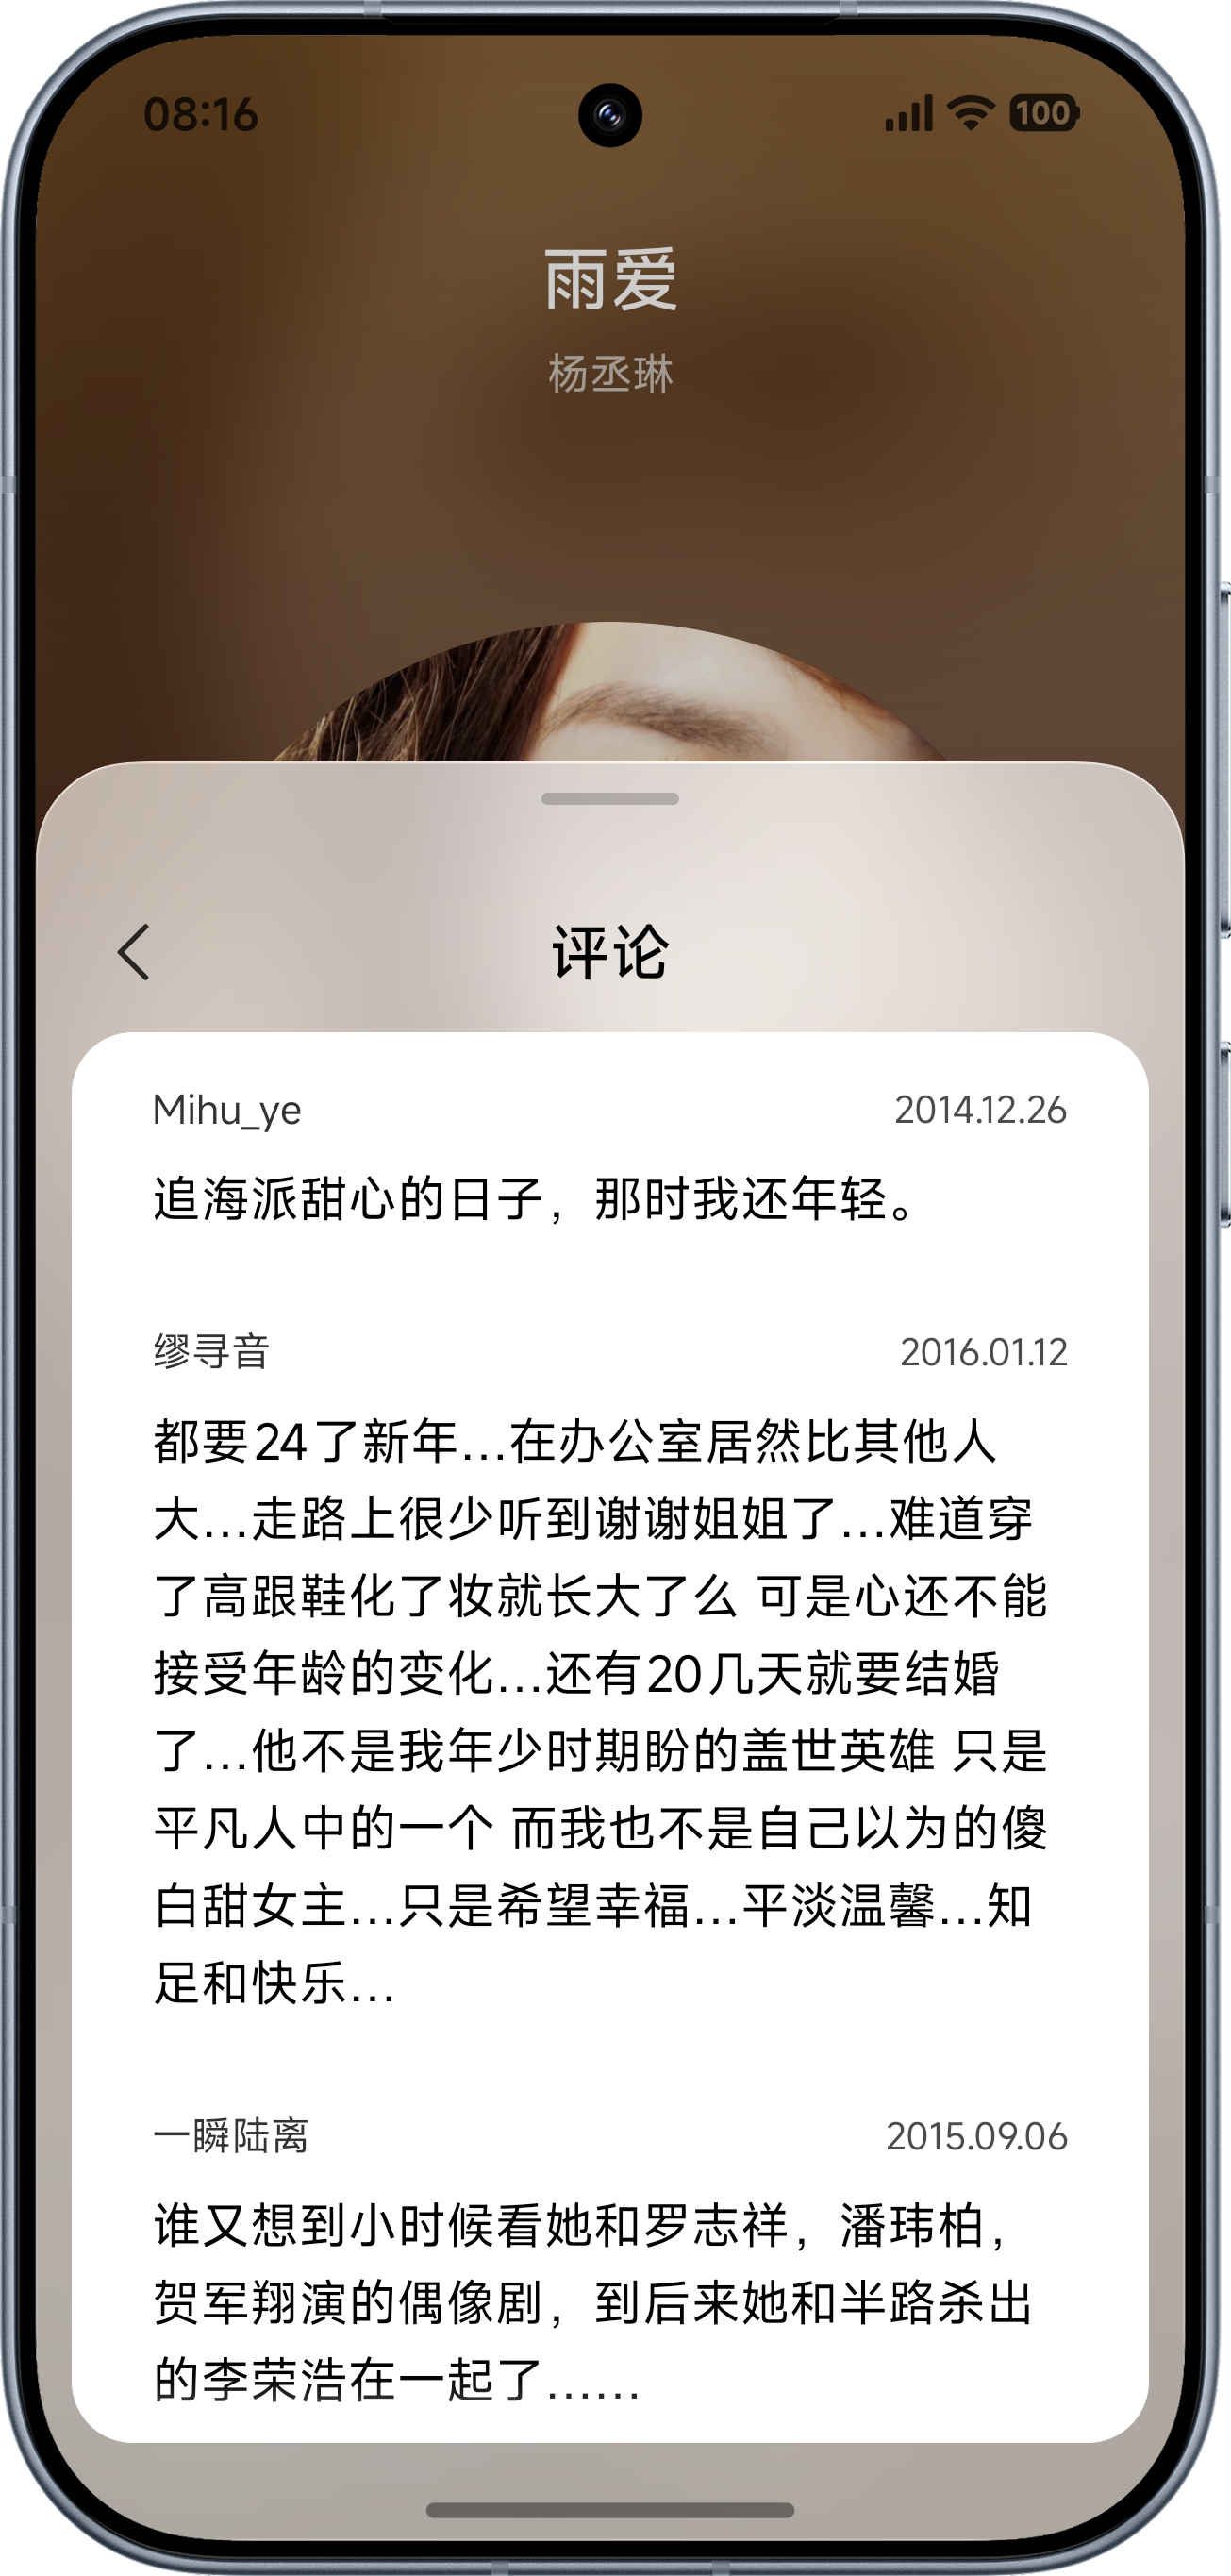 08:16
100
雨爱
杨丞琳
评论
Mihu_ye 2014.12.26
追海派甜心的日子，那时我还年轻。
缪寻音 2016.01.12
都要24了新年...在办公室居然比其他人
大...走路上很少听到谢谢姐姐了...难道穿
了高跟鞋化了妆就长大了么 可是心还不能
接受年龄的变化...还有20几天就要结婚
了...他不是我年少时期盼的盖世英雄 只是
平凡人中的一个 而我也不是自己以为的傻
白甜女主...只是希望幸福...平淡温馨...知
足和快乐...
一瞬陆离 2015.09.06
谁又想到小时候看她和罗志祥，潘玮柏，
贺军翔演的偶像剧，到后来她和半路杀出
的李荣浩在一起了......